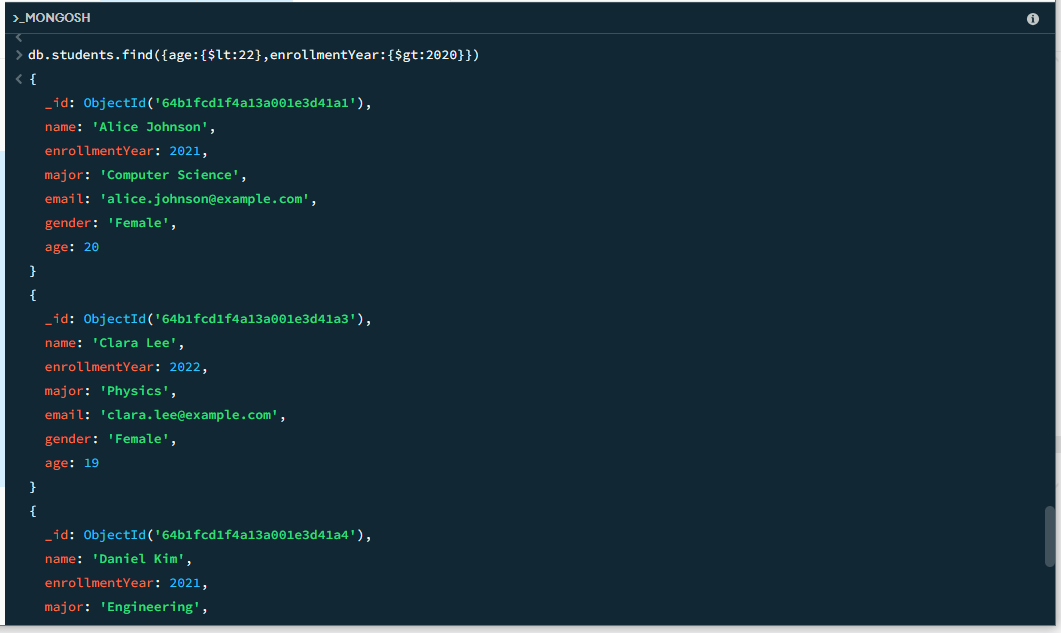 >_MONGOSH
> db.students.find({age:{$lt:22},enrollmentYear:{$gt:2020}})
< {
_id: ObjectId('64b1fcd1f4a13a001e3d41a1'),
name: 'Alice Johnson',
enrollmentYear: 2021,
major: 'Computer Science',
email: 'alice.johnson@example.com',
gender: 'Female',
age: 20
}
{
_id: ObjectId('64b1fcd1f4a13a001e3d41a3'),
name: 'Clara Lee',
enrollmentYear: 2022,
major: 'Physics',
email: 'clara.lee@example.com',
gender: 'Female',
age: 19
}
{
_id: ObjectId('64b1fcd1f4a13a001e3d41a4'),
name: 'Daniel Kim',
enrollmentYear: 2021,
major: 'Engineering',